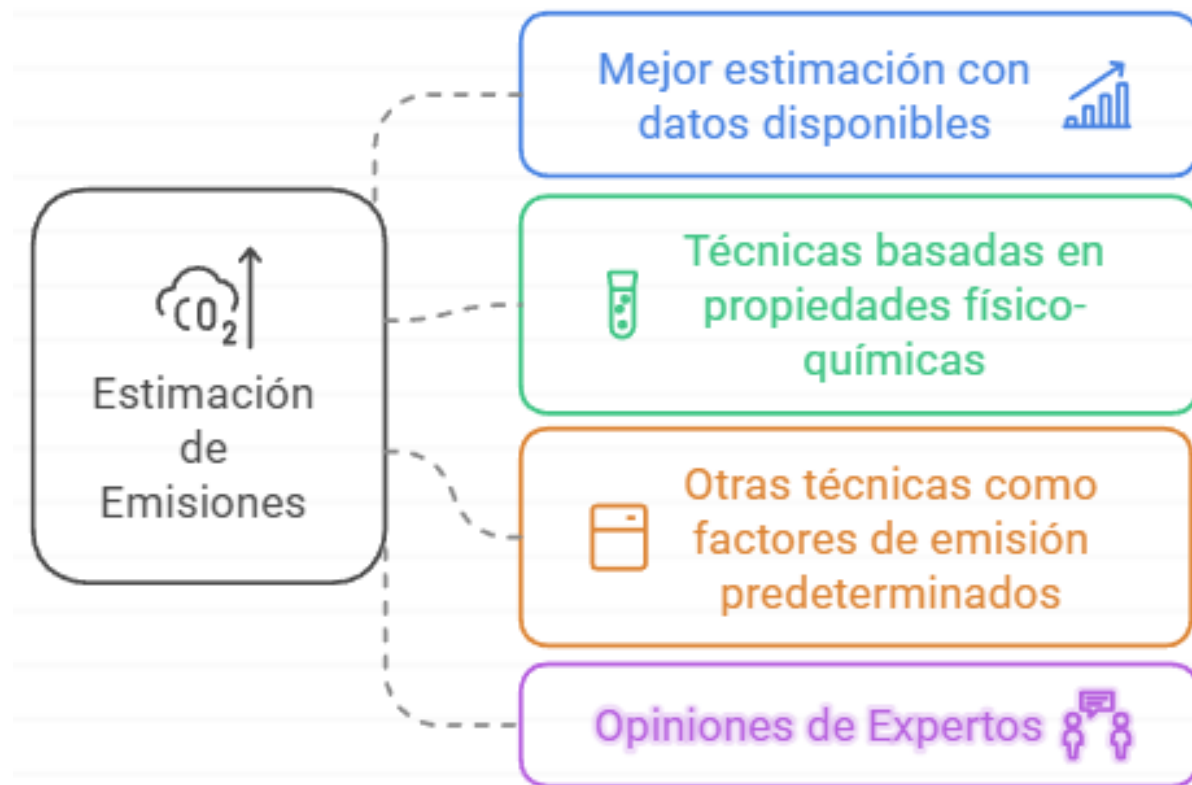 Mejor estimación con
datos disponibles
Técnicas basadas en
propiedades físico-
químicas
CO₂
Estimación
de
Emisiones
Otras técnicas como
factores de emisión
predeterminados
Opiniones de Expertos